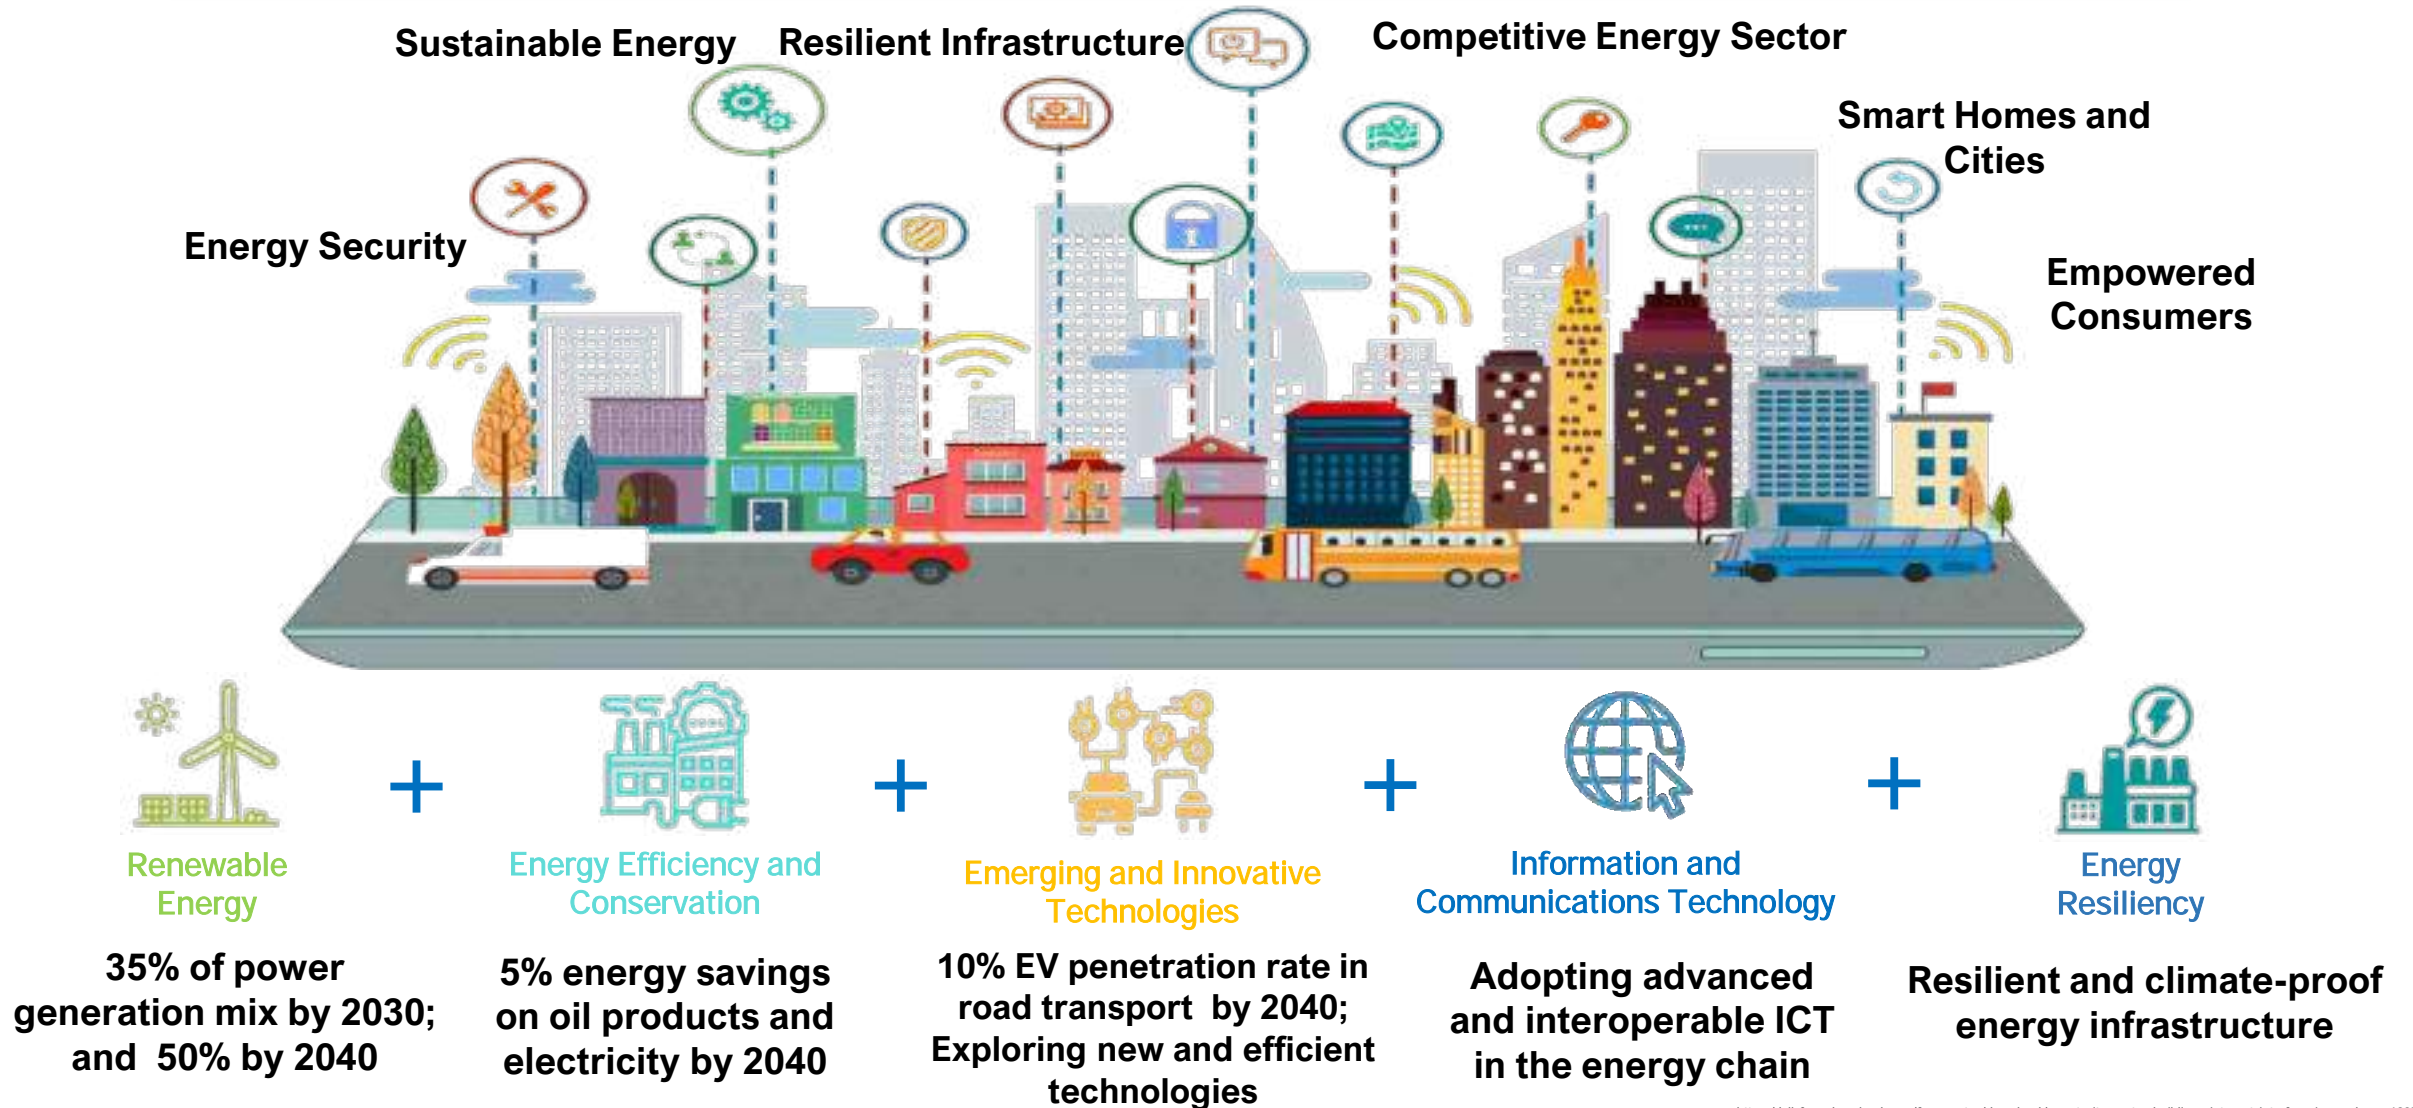 Sustainable Energy
Resilient Infrastructure
Competitive Energy Sector
Smart Homes and
Cities
Energy Security
Empowered
Consumers
Renewable
Energy
35% of power
generation mix by 2030;
and 50% by 2040
Energy Efficiency and
Conservation
5% energy savings
on oil products and
electricity by 2040
Emerging and Innovative
Technologies
10% EV penetration rate in
road transport by 2040;
Exploring new and efficient
technologies
Information and
Communications Technology
Adopting advanced
and interoperable ICT
in the energy chain
Energy
Resiliency
Resilient and climate-proof
energy infrastructure